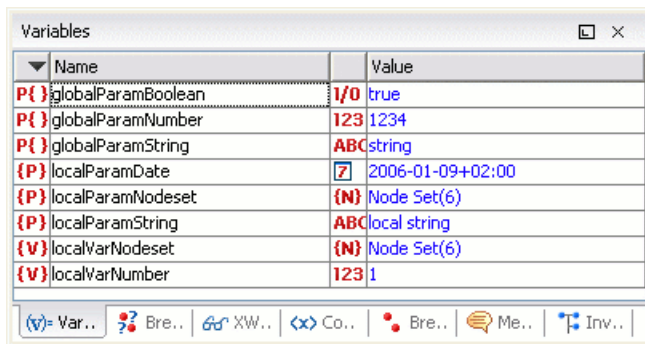 Variables
Name Value
P{ } globalParamBoolean 1/0 true
P{ } globalParamNumber 123 1234
P{ } globalParamString ABC string
{P} localParamDate 7 2006-01-09+02:00
{P} localParamNodeset {N} Node Set(6)
{P} localParamString ABC local string
{V} localVarNodeset {N} Node Set(6)
{V} localVarNumber 123 1
(v)= Var.. ?? Bre.. XW.. <x> Co.. Bre.. Me.. Inv..